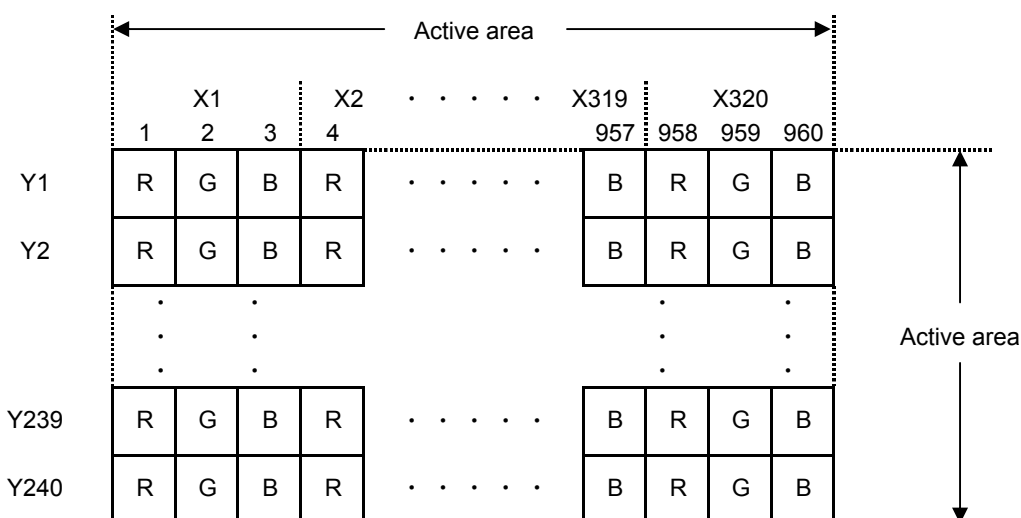 Active area
X1 X2 · · · · · X319 X320
1 2 3 4 957 958 959 960
Y1 R G B R · · · · · B R G B
Y2 R G B R · · · · · B R G B
· · · ·
· · · ·
Active area
· · · ·
Y239 R G B R · · · · · B R G B
Y240 R G B R · · · · · B R G B